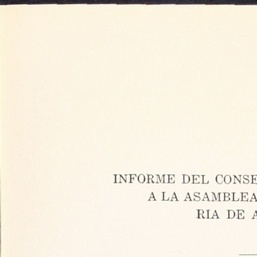 INFORME DEL CONSE
A LA ASAMBLEA
RIA DE A